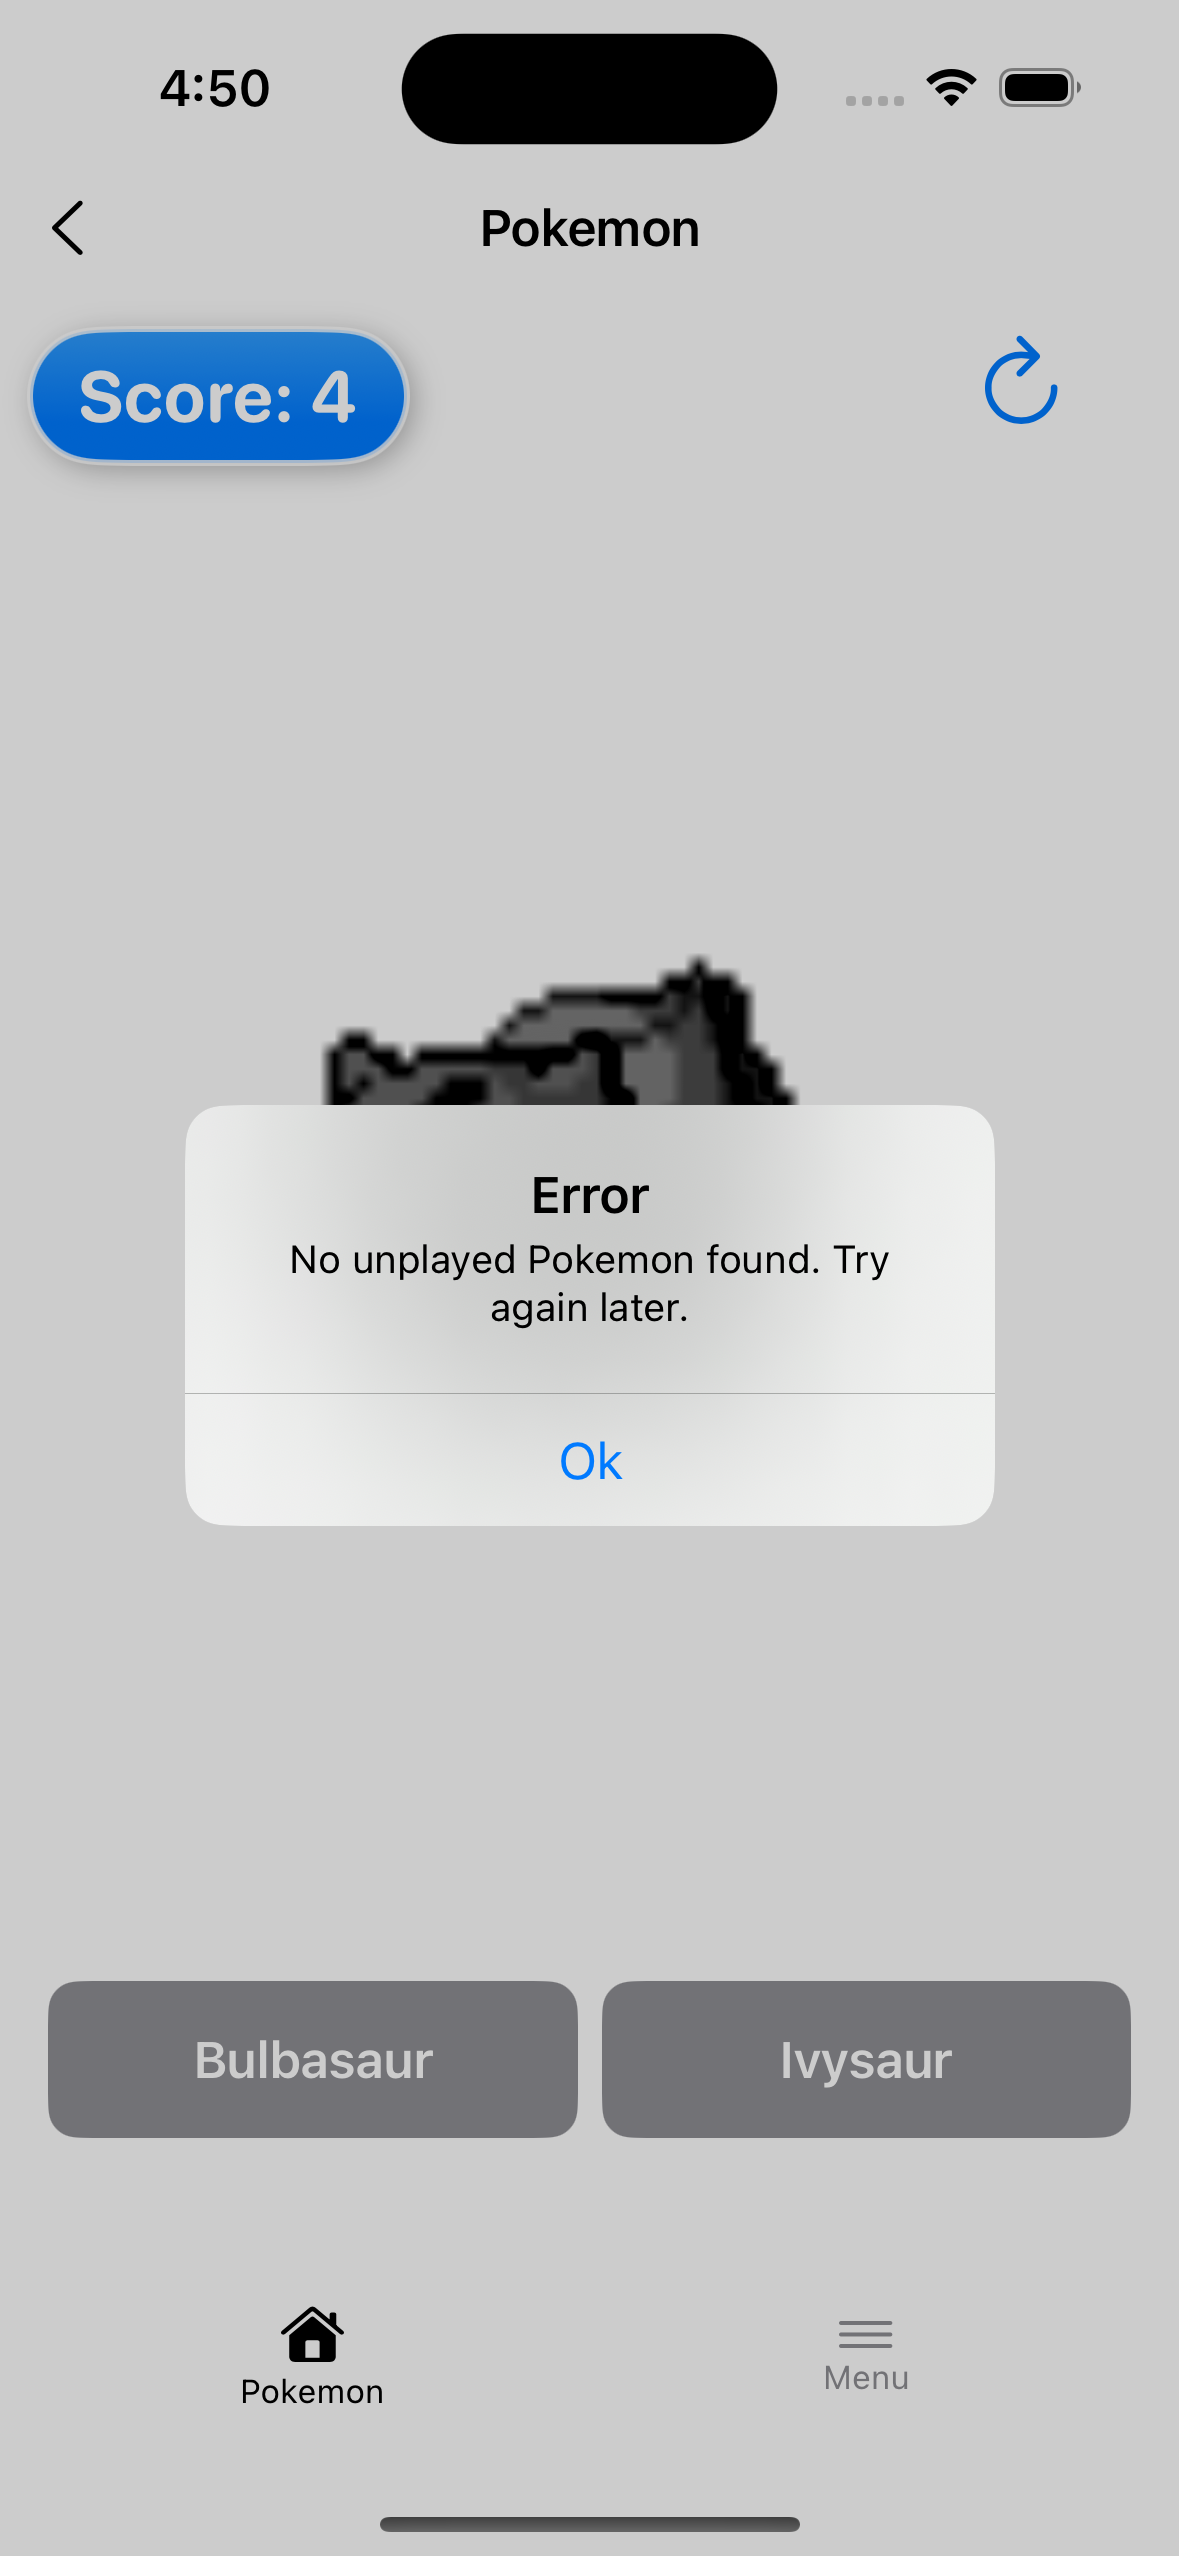 4:50
Pokemon
Score: 4
Error
No unplayed Pokemon found. Try
again later.
Ok
Bulbasaur
Ivysaur
Pokemon
Menu